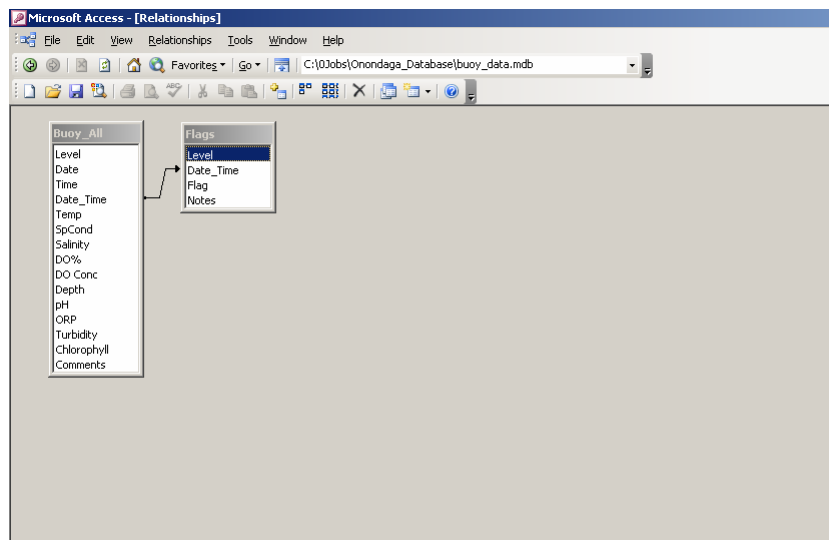 Microsoft Access - [Relationships]
File Edit View Relationships Tools Window Help
Favorites Go C:\0Jobs\Onondaga_Database\buoy_data.mdb
ABC
Buoy_All
Level
Date
Time
Date_Time
Temp
SpCond
Salinity
DO%
DO Conc
Depth
pH
ORP
Turbidity
Chlorophyll
Comments
Flags
Level
Date_Time
Flag
Notes